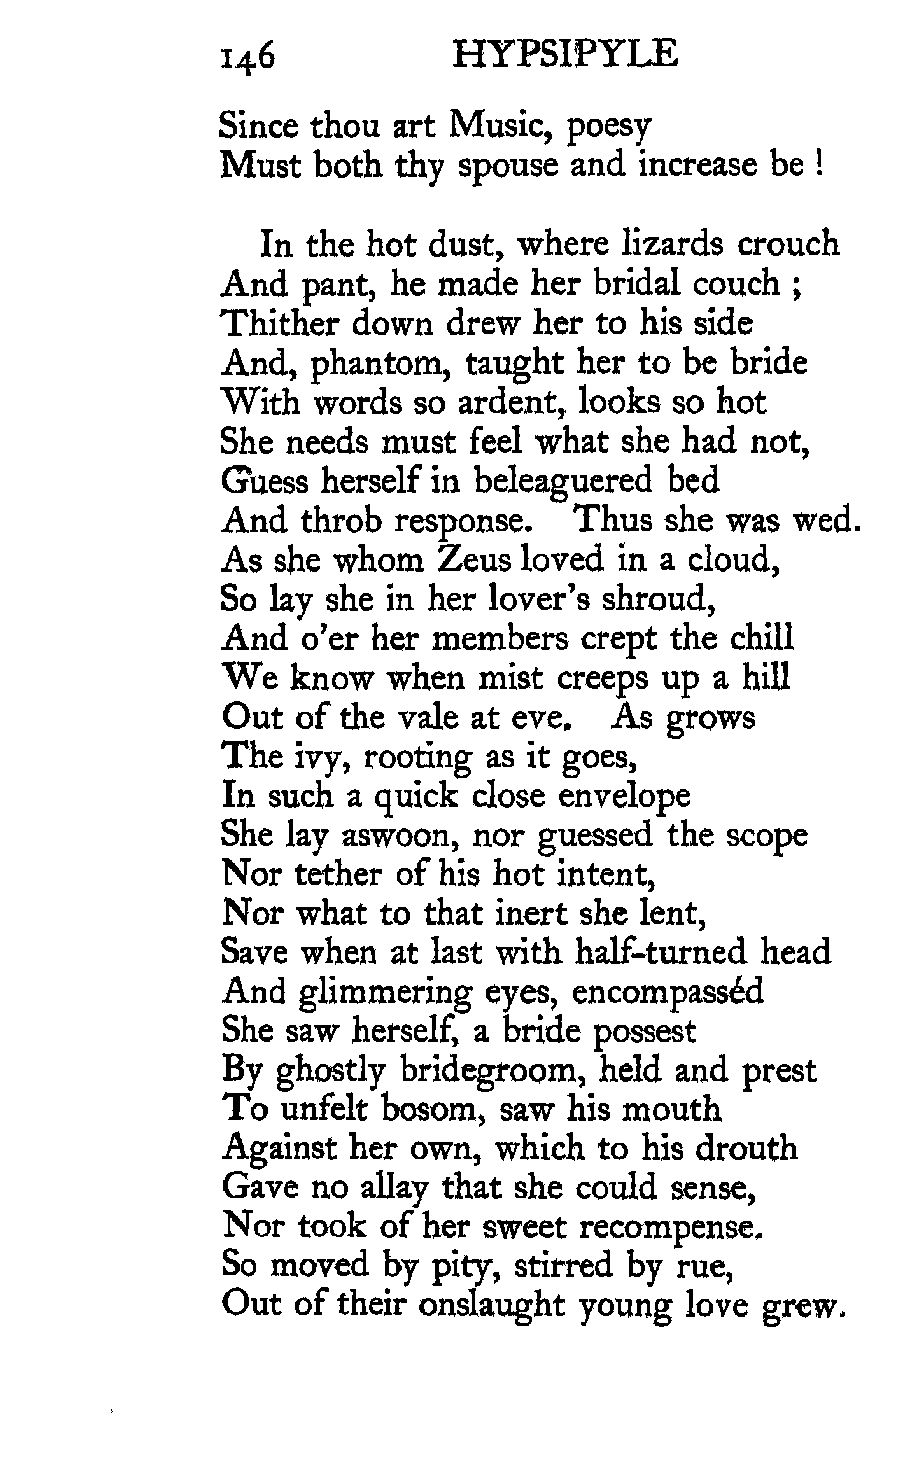 146 HYPSIPYLE
Since thou art Music, poesy
Must both thy spouse and increase be !
In the hot dust, where lizards crouch
And pant, he made her bridal couch ;
Thither down drew her to his side
And, phantom, taught her to be bride
With words so ardent, looks so hot
She needs must feel what she had not,
Guess herself in beleaguered bed
And throb response. Thus she was wed.
As she whom Zeus loved in a cloud,
So lay she in her lover's shroud,
And o'er her members crept the chill
We know when mist creeps up a hill
Out of the vale at eve. As grows
The ivy, rooting as it goes,
In such a quick close envelope
She lay aswoon, nor guessed the scope
Nor tether of his hot intent,
Nor what to that inert she lent,
Save when at last with half-turned head
And glimmering eyes, encompasséd
She saw herself, a bride possest
By ghostly bridegroom, held and prest
To unfelt bosom, saw his mouth
Against her own, which to his drouth
Gave no allay that she could sense,
Nor took of her sweet recompense.
So moved by pity, stirred by rue,
Out of their onslaught young love grew.